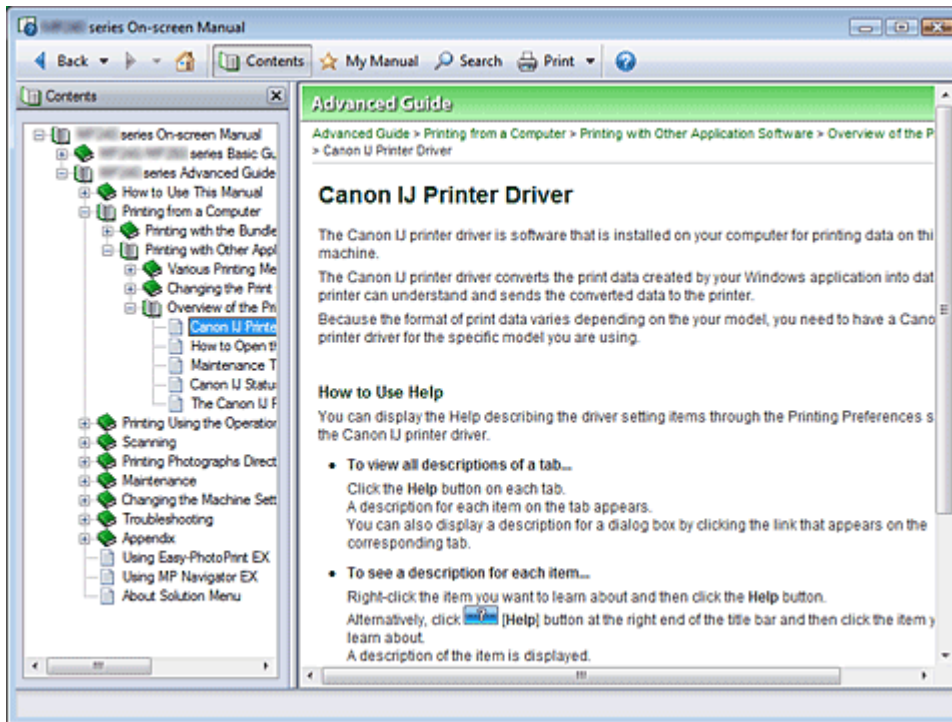 series On-screen Manual
Back
Contents
My Manual
Search
Print
Contents
series On-screen Manual
series Basic Gu
series Advanced Guide
How to Use This Manual
Printing from a Computer
Printing with the Bundle
Printing with Other Appl
Various Printing Me
Changing the Print
Overview of the Pri
Canon IJ Printe
How to Open th
Maintenance T
Canon IJ Statu
The Canon IJ P
Printing Using the Operation
Scanning
Printing Photographs Direct
Maintenance
Changing the Machine Sett
Troubleshooting
Appendix
Using Easy-PhotoPrint EX
Using MP Navigator EX
About Solution Menu
Advanced Guide
Advanced Guide > Printing from a Computer > Printing with Other Application Software > Overview of the P
> Canon IJ Printer Driver
Canon IJ Printer Driver
The Canon IJ printer driver is software that is installed on your computer for printing data on thi
machine.
The Canon IJ printer driver converts the print data created by your Windows application into dat
printer can understand and sends the converted data to the printer.
Because the format of print data varies depending on the your model, you need to have a Cano
printer driver for the specific model you are using.
How to Use Help
You can display the Help describing the driver setting items through the Printing Preferences s
the Canon IJ printer driver.
• To view all descriptions of a tab...
Click the Help button on each tab.
A description for each item on the tab appears.
You can also display a description for a dialog box by clicking the link that appears on the
corresponding tab.
• To see a description for each item...
Right-click the item you want to learn about and then click the Help button.
Alternatively, click ? [Help] button at the right end of the title bar and then click the item y
learn about.
A description of the item is displayed.